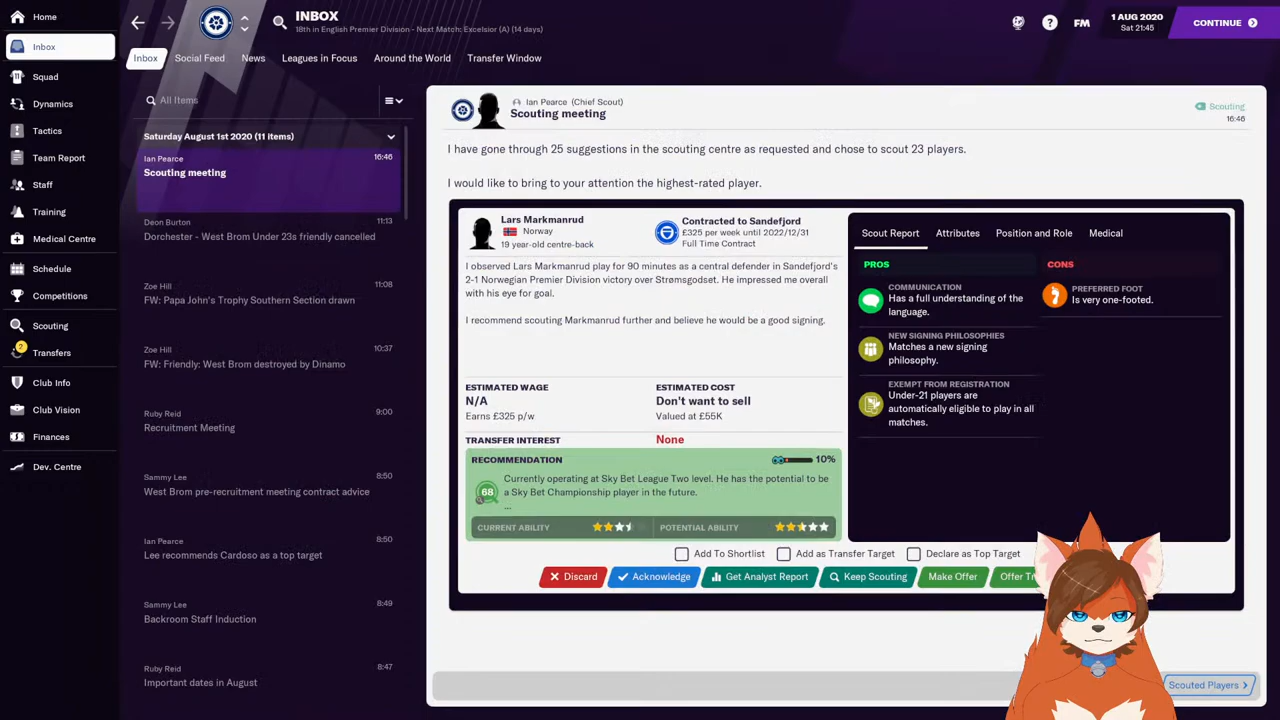 Home
Inbox
Squad
Dynamics
Tactics
Team Report
Staff
Training
Medical Centre
Schedule
Competitions
Scouting
2
Transfers
Club Info
Club Vision
Finances
Dev. Centre
INBOX
18th in English Premier Division - Next Match: Excelsior (A) (14 days)
FM
1 AUG 2020
Sat 21:45
CONTINUE
Inbox
Social Feed
News
Leagues in Focus
Around the World
Transfer Window
All Items
Saturday August 1st 2020 (11 items)
Ian Pearce 16:46
Scouting meeting
Deon Burton 11:13
Dorchester - West Brom Under 23s friendly cancelled
Zoe Hill 11:08
FW: Papa John's Trophy Southern Section drawn
Zoe Hill 10:37
FW: Friendly: West Brom destroyed by Dinamo
Ruby Reid 9:00
Recruitment Meeting
Sammy Lee 8:50
West Brom pre-recruitment meeting contract advice
Ian Pearce 8:50
Lee recommends Cardoso as a top target
Sammy Lee 8:49
Backroom Staff Induction
Ruby Reid 8:47
Important dates in August
Ian Pearce (Chief Scout)
Scouting meeting
Scouting
16:46
I have gone through 25 suggestions in the scouting centre as requested and chose to scout 23 players.
I would like to bring to your attention the highest-rated player.
Lars Markmanrud
Norway
19 year-old centre-back
Contracted to Sandefjord
£325 per week until 2022/12/31
Full Time Contract
I observed Lars Markmanrud play for 90 minutes as a central defender in Sandefjord's
2-1 Norwegian Premier Division victory over Strømsgodset. He impressed me overall
with his eye for goal.
I recommend scouting Markmanrud further and believe he would be a good signing.
ESTIMATED WAGE
N/A
Earns £325 p/w
ESTIMATED COST
Don't want to sell
Valued at £55K
TRANSFER INTEREST
None
RECOMMENDATION
10%
68
Currently operating at Sky Bet League Two level. He has the potential to be
a Sky Bet Championship player in the future.
...
CURRENT ABILITY
POTENTIAL ABILITY
Scout Report
Attributes
Position and Role
Medical
PROS
COMMUNICATION
Has a full understanding of the
language.
NEW SIGNING PHILOSOPHIES
Matches a new signing
philosophy.
EXEMPT FROM REGISTRATION
Under-21 players are
automatically eligible to play in all
matches.
CONS
PREFERRED FOOT
Is very one-footed.
Add To Shortlist
Add as Transfer Target
Declare as Top Target
Discard
Acknowledge
Get Analyst Report
Keep Scouting
Make Offer
Offer Tr
Scouted Players